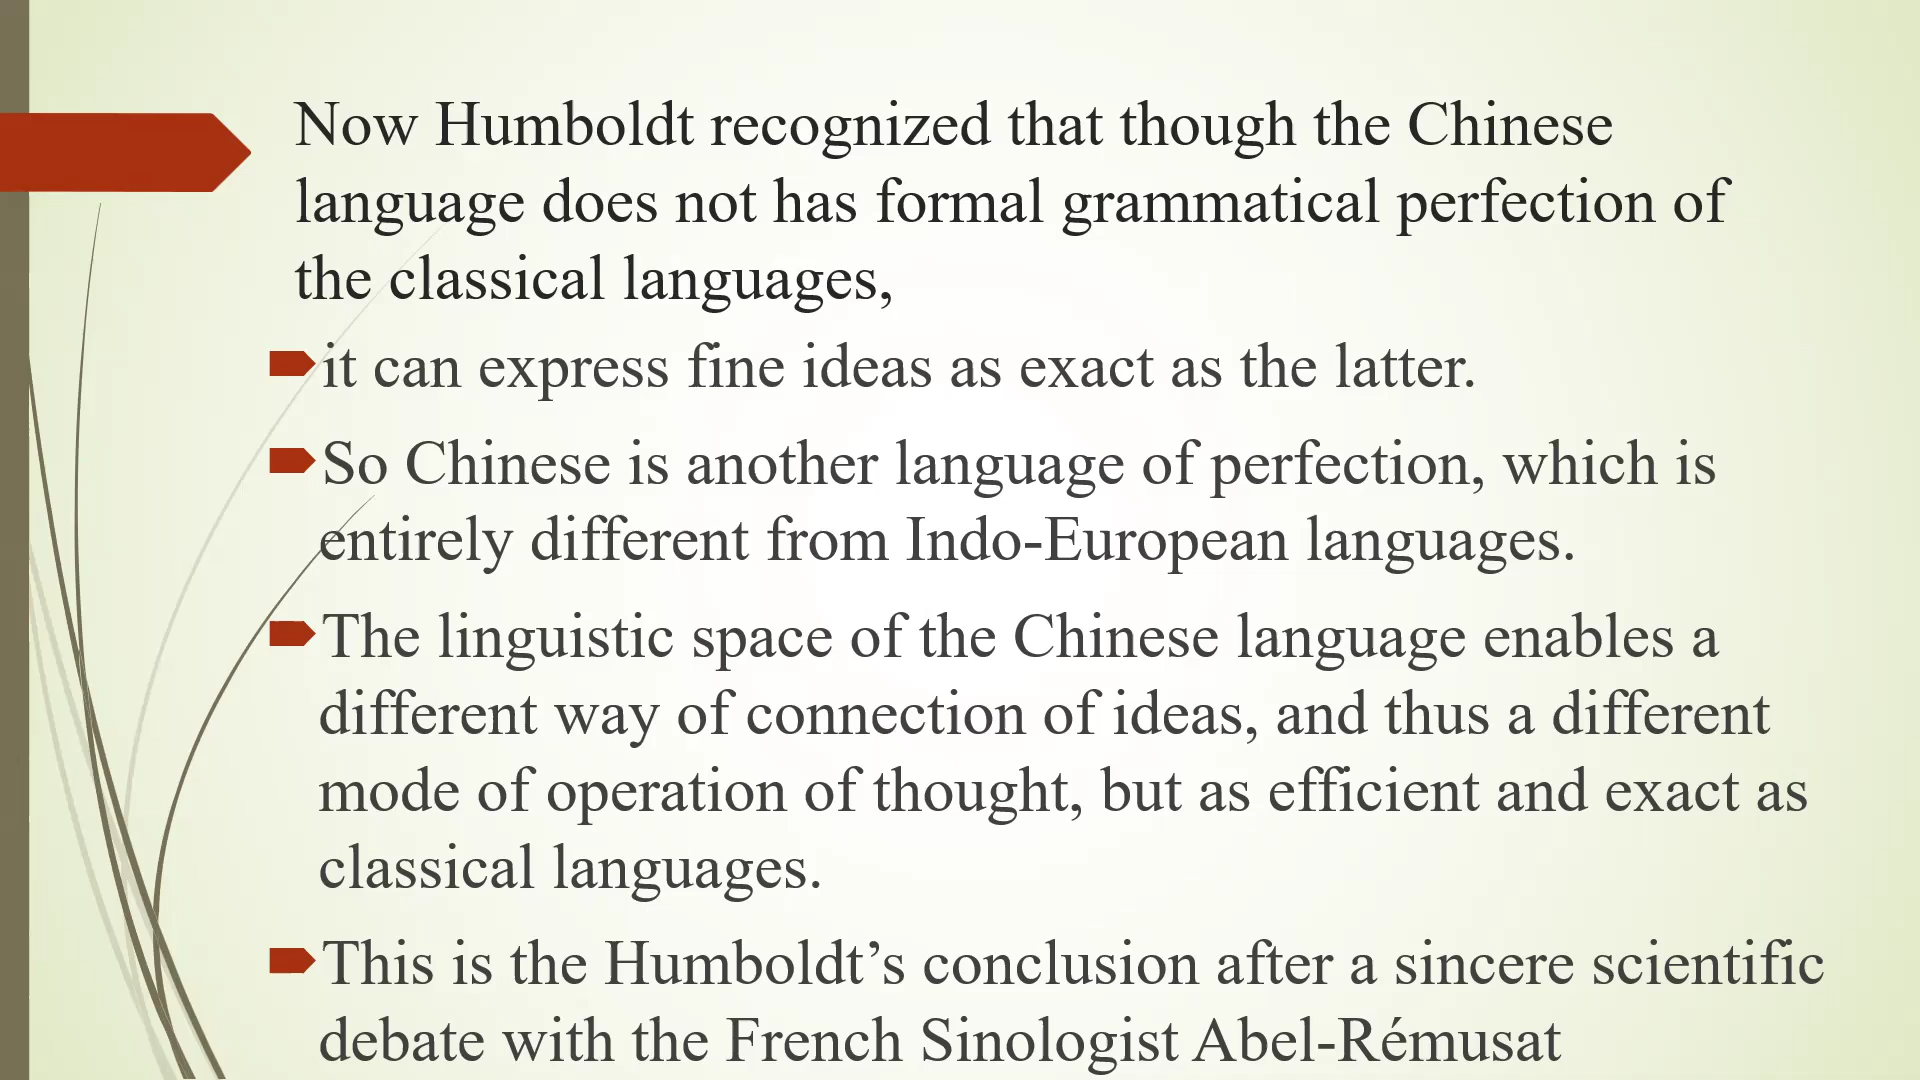 Now Humboldt recognized that though the Chinese
language does not has formal grammatical perfection of
the classical languages,
it can express fine ideas as exact as the latter.
So Chinese is another language of perfection, which is
entirely different from Indo-European languages.
The linguistic space of the Chinese language enables a
different way of connection of ideas, and thus a different
mode of operation of thought, but as efficient and exact as
classical languages.
This is the Humboldt’s conclusion after a sincere scientific
debate with the French Sinologist Abel-Rémusat